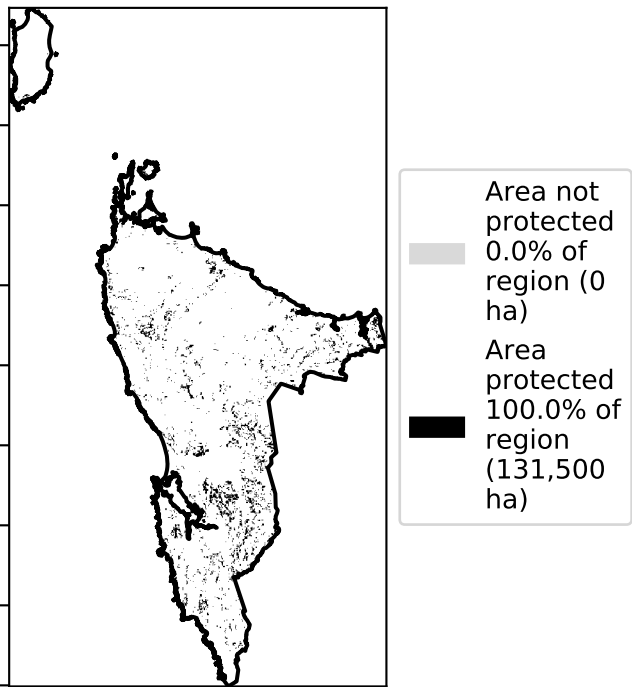 Area not
protected
0.0% of
region (0
ha)
Area
protected
100.0% of
region
(131,500
ha)